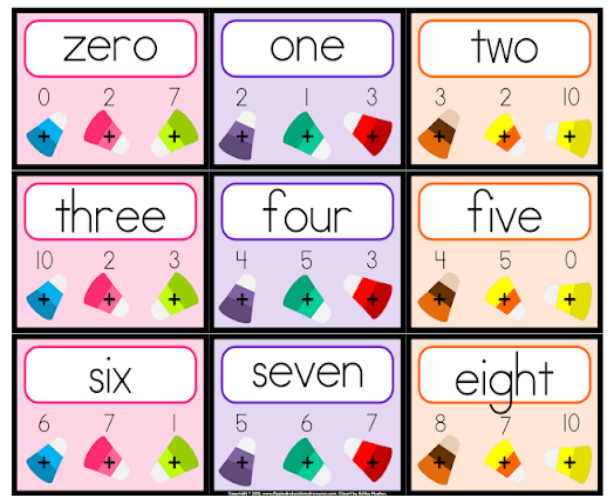 zero one two
0 2 7 2 1 3 3 2 10
+ + + + + + + + +
three four five
10 2 3 4 5 3 4 5 0
+ + + + + + + + +
six seven eight
6 7 1 5 6 7 8 7 10
+ + + + + + + + +